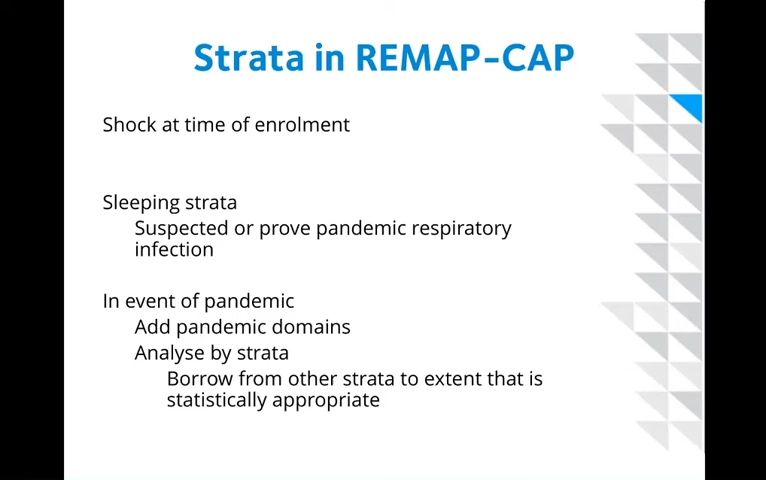 Strata in REMAP-CAP
Shock at time of enrolment
Sleeping strata
Suspected or prove pandemic respiratory
infection
In event of pandemic
Add pandemic domains
Analyse by strata
Borrow from other strata to extent that is
statistically appropriate